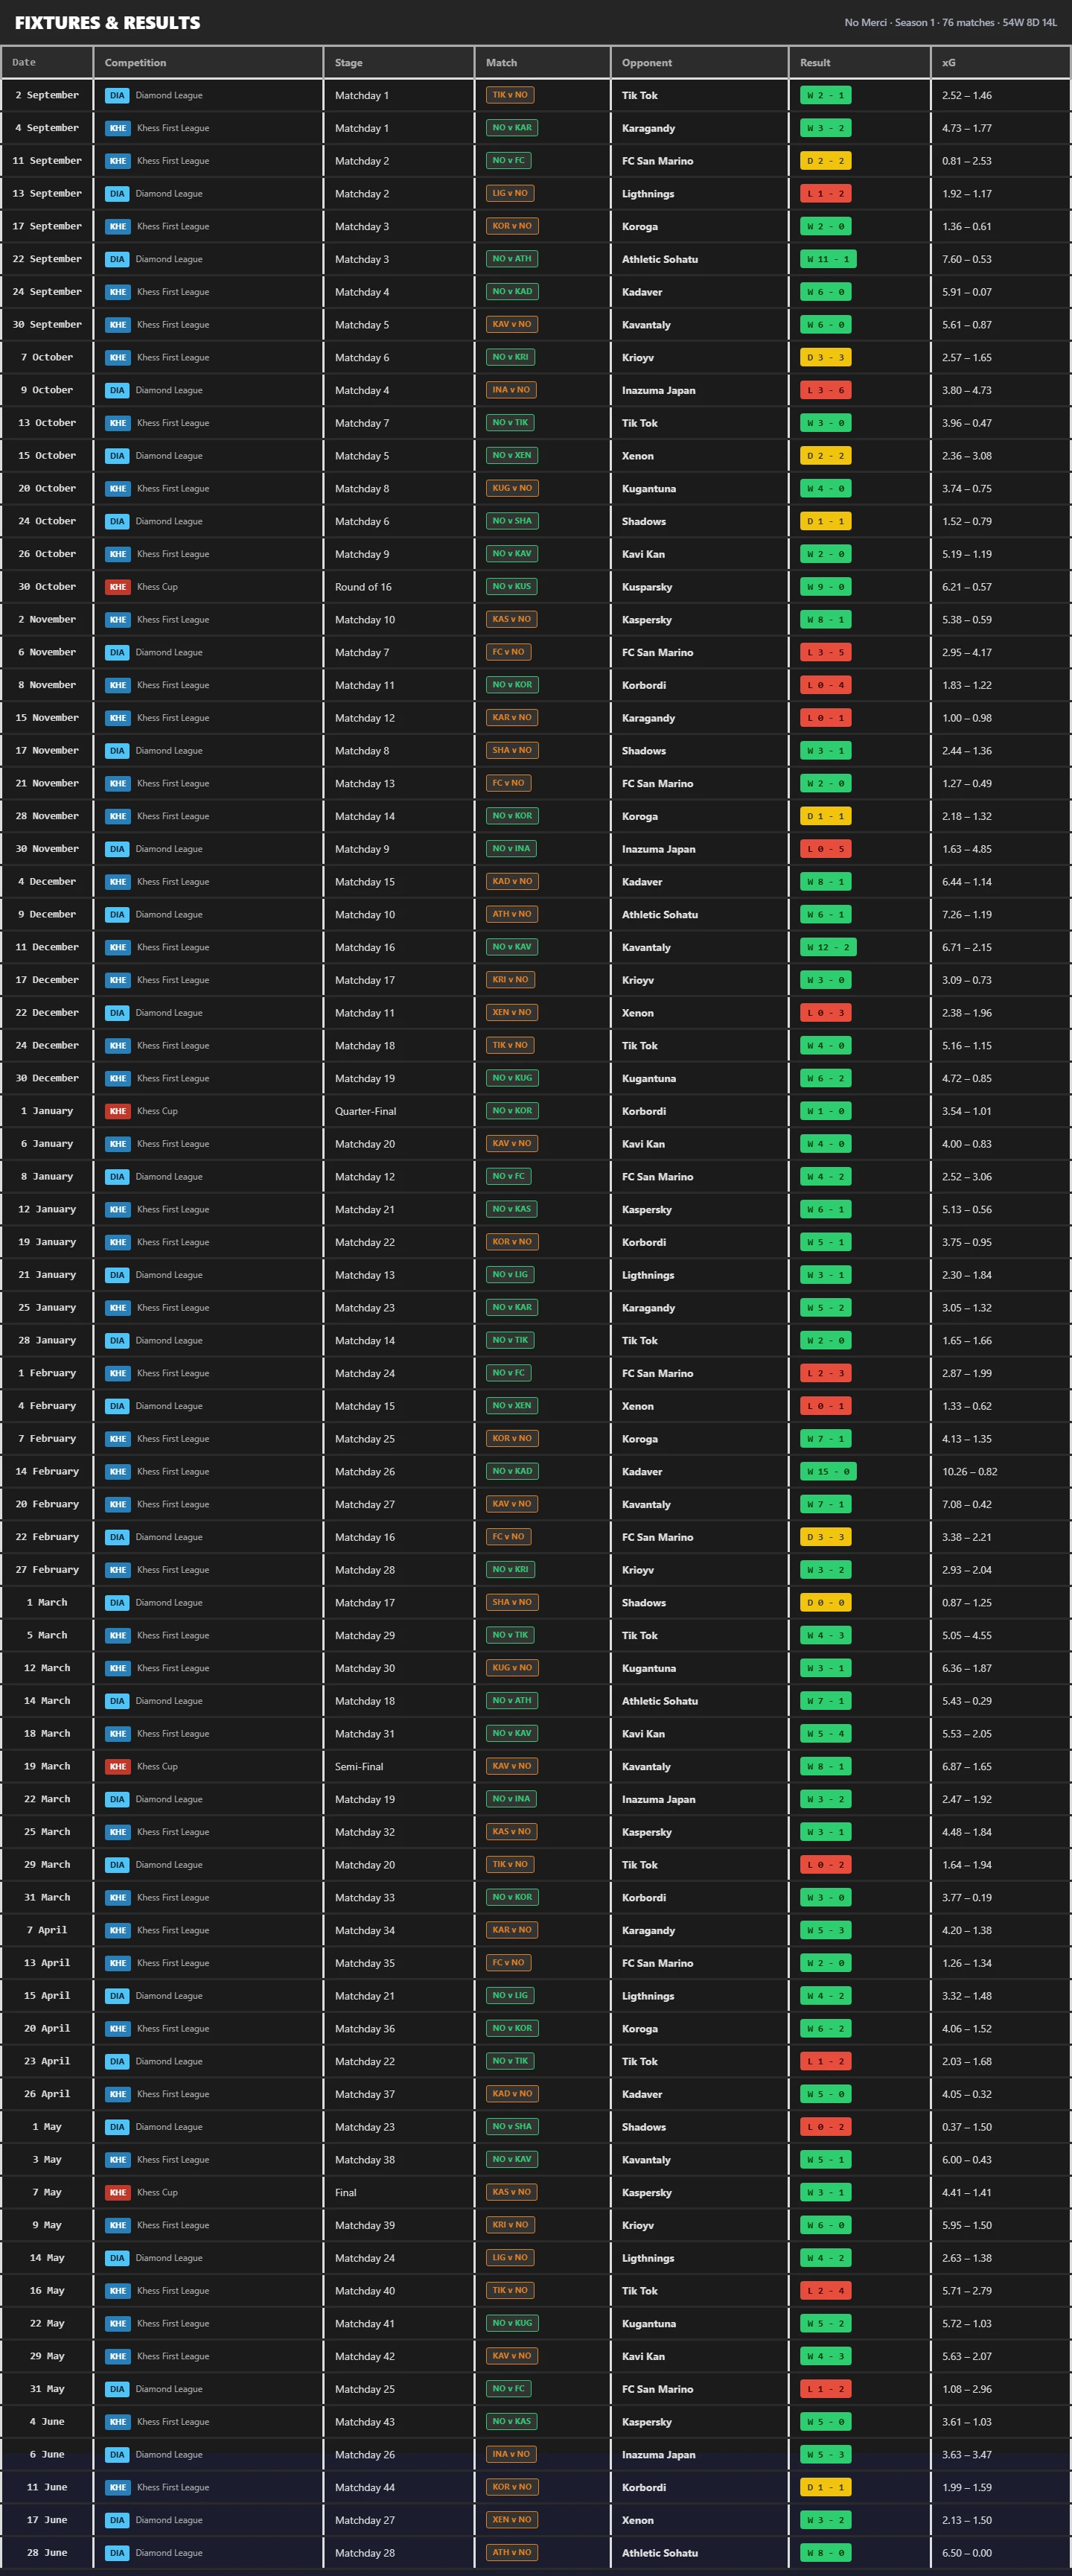 FIXTURES & RESULTS No Merci · Season 1 · 76 matches · 54W 8D 14L
Date Competition Stage Match Opponent Result xG
2 September DIA Diamond League Matchday 1 TIK v NO Tik Tok W 2 - 1 2.52 – 1.46
4 September KHE Khess First League Matchday 1 NO v KAR Karagandy W 3 - 2 4.73 – 1.77
11 September KHE Khess First League Matchday 2 NO v FC FC San Marino D 2 - 2 0.81 – 2.53
13 September DIA Diamond League Matchday 2 LIG v NO Ligthnings L 1 - 2 1.92 – 1.17
17 September KHE Khess First League Matchday 3 KOR v NO Koroga W 2 - 0 1.36 – 0.61
22 September DIA Diamond League Matchday 3 NO v ATH Athletic Sohatu W 11 - 1 7.60 – 0.53
24 September KHE Khess First League Matchday 4 NO v KAD Kadaver W 6 - 0 5.91 – 0.07
30 September KHE Khess First League Matchday 5 KAV v NO Kavantaly W 6 - 0 5.61 – 0.87
7 October KHE Khess First League Matchday 6 NO v KRI Krioyv D 3 - 3 2.57 – 1.65
9 October DIA Diamond League Matchday 4 INA v NO Inazuma Japan L 3 - 6 3.80 – 4.73
13 October KHE Khess First League Matchday 7 NO v TIK Tik Tok W 3 - 0 3.96 – 0.47
15 October DIA Diamond League Matchday 5 NO v XEN Xenon D 2 - 2 2.36 – 3.08
20 October KHE Khess First League Matchday 8 KUG v NO Kugantuna W 4 - 0 3.74 – 0.75
24 October DIA Diamond League Matchday 6 NO v SHA Shadows D 1 - 1 1.52 – 0.79
26 October KHE Khess First League Matchday 9 NO v KAV Kavi Kan W 2 - 0 5.19 – 1.19
30 October KHE Khess Cup Round of 16 NO v KUS Kusparsky W 9 - 0 6.21 – 0.57
2 November KHE Khess First League Matchday 10 KAS v NO Kaspersky W 8 - 1 5.38 – 0.59
6 November DIA Diamond League Matchday 7 FC v NO FC San Marino L 3 - 5 2.95 – 4.17
8 November KHE Khess First League Matchday 11 NO v KOR Korbordi L 0 - 4 1.83 – 1.22
15 November KHE Khess First League Matchday 12 KAR v NO Karagandy L 0 - 1 1.00 – 0.98
17 November DIA Diamond League Matchday 8 SHA v NO Shadows W 3 - 1 2.44 – 1.36
21 November KHE Khess First League Matchday 13 FC v NO FC San Marino W 2 - 0 1.27 – 0.49
28 November KHE Khess First League Matchday 14 NO v KOR Koroga D 1 - 1 2.18 – 1.32
30 November DIA Diamond League Matchday 9 NO v INA Inazuma Japan L 0 - 5 1.63 – 4.85
4 December KHE Khess First League Matchday 15 KAD v NO Kadaver W 8 - 1 6.44 – 1.14
9 December DIA Diamond League Matchday 10 ATH v NO Athletic Sohatu W 6 - 1 7.26 – 1.19
11 December KHE Khess First League Matchday 16 NO v KAV Kavantaly W 12 - 2 6.71 – 2.15
17 December KHE Khess First League Matchday 17 KRI v NO Krioyv W 3 - 0 3.09 – 0.73
22 December DIA Diamond League Matchday 11 XEN v NO Xenon L 0 - 3 2.38 – 1.96
24 December KHE Khess First League Matchday 18 TIK v NO Tik Tok W 4 - 0 5.16 – 1.15
30 December KHE Khess First League Matchday 19 NO v KUG Kugantuna W 6 - 2 4.72 – 0.85
1 January KHE Khess Cup Quarter-Final NO v KOR Korbordi W 1 - 0 3.54 – 1.01
6 January KHE Khess First League Matchday 20 KAV v NO Kavi Kan W 4 - 0 4.00 – 0.83
8 January DIA Diamond League Matchday 12 NO v FC FC San Marino W 4 - 2 2.52 – 3.06
12 January KHE Khess First League Matchday 21 NO v KAS Kaspersky W 6 - 1 5.13 – 0.56
19 January KHE Khess First League Matchday 22 KOR v NO Korbordi W 5 - 1 3.75 – 0.95
21 January DIA Diamond League Matchday 13 NO v LIG Ligthnings W 3 - 1 2.30 – 1.84
25 January KHE Khess First League Matchday 23 NO v KAR Karagandy W 5 - 2 3.05 – 1.32
28 January DIA Diamond League Matchday 14 NO v TIK Tik Tok W 2 - 0 1.65 – 1.66
1 February KHE Khess First League Matchday 24 NO v FC FC San Marino L 2 - 3 2.87 – 1.99
4 February DIA Diamond League Matchday 15 NO v XEN Xenon L 0 - 1 1.33 – 0.62
7 February KHE Khess First League Matchday 25 KOR v NO Koroga W 7 - 1 4.13 – 1.35
14 February KHE Khess First League Matchday 26 NO v KAD Kadaver W 15 - 0 10.26 – 0.82
20 February KHE Khess First League Matchday 27 KAV v NO Kavantaly W 7 - 1 7.08 – 0.42
22 February DIA Diamond League Matchday 16 FC v NO FC San Marino D 3 - 3 3.38 – 2.21
27 February KHE Khess First League Matchday 28 NO v KRI Krioyv W 3 - 2 2.93 – 2.04
1 March DIA Diamond League Matchday 17 SHA v NO Shadows D 0 - 0 0.87 – 1.25
5 March KHE Khess First League Matchday 29 NO v TIK Tik Tok W 4 - 3 5.05 – 4.55
12 March KHE Khess First League Matchday 30 KUG v NO Kugantuna W 3 - 1 6.36 – 1.87
14 March DIA Diamond League Matchday 18 NO v ATH Athletic Sohatu W 7 - 1 5.43 – 0.29
18 March KHE Khess First League Matchday 31 NO v KAV Kavi Kan W 5 - 4 5.53 – 2.05
19 March KHE Khess Cup Semi-Final KAV v NO Kavantaly W 8 - 1 6.87 – 1.65
22 March DIA Diamond League Matchday 19 NO v INA Inazuma Japan W 3 - 2 2.47 – 1.92
25 March KHE Khess First League Matchday 32 KAS v NO Kaspersky W 3 - 1 4.48 – 1.84
29 March DIA Diamond League Matchday 20 TIK v NO Tik Tok L 0 - 2 1.64 – 1.94
31 March KHE Khess First League Matchday 33 NO v KOR Korbordi W 3 - 0 3.77 – 0.19
7 April KHE Khess First League Matchday 34 KAR v NO Karagandy W 5 - 3 4.20 – 1.38
13 April KHE Khess First League Matchday 35 FC v NO FC San Marino W 2 - 0 1.26 – 1.34
15 April DIA Diamond League Matchday 21 NO v LIG Ligthnings W 4 - 2 3.32 – 1.48
20 April KHE Khess First League Matchday 36 NO v KOR Koroga W 6 - 2 4.06 – 1.52
23 April DIA Diamond League Matchday 22 NO v TIK Tik Tok L 1 - 2 2.03 – 1.68
26 April KHE Khess First League Matchday 37 KAD v NO Kadaver W 5 - 0 4.05 – 0.32
1 May DIA Diamond League Matchday 23 NO v SHA Shadows L 0 - 2 0.37 – 1.50
3 May KHE Khess First League Matchday 38 NO v KAV Kavantaly W 5 - 1 6.00 – 0.43
7 May KHE Khess Cup Final KAS v NO Kaspersky W 3 - 1 4.41 – 1.41
9 May KHE Khess First League Matchday 39 KRI v NO Krioyv W 6 - 0 5.95 – 1.50
14 May DIA Diamond League Matchday 24 LIG v NO Ligthnings W 4 - 2 2.63 – 1.38
16 May KHE Khess First League Matchday 40 TIK v NO Tik Tok L 2 - 4 5.71 – 2.79
22 May KHE Khess First League Matchday 41 NO v KUG Kugantuna W 5 - 2 5.72 – 1.03
29 May KHE Khess First League Matchday 42 KAV v NO Kavi Kan W 4 - 3 5.63 – 2.07
31 May DIA Diamond League Matchday 25 NO v FC FC San Marino L 1 - 2 1.08 – 2.96
4 June KHE Khess First League Matchday 43 NO v KAS Kaspersky W 5 - 0 3.61 – 1.03
6 June DIA Diamond League Matchday 26 INA v NO Inazuma Japan W 5 - 3 3.63 – 3.47
11 June KHE Khess First League Matchday 44 KOR v NO Korbordi D 1 - 1 1.99 – 1.59
17 June DIA Diamond League Matchday 27 XEN v NO Xenon W 3 - 2 2.13 – 1.50
28 June DIA Diamond League Matchday 28 ATH v NO Athletic Sohatu W 8 - 0 6.50 – 0.00